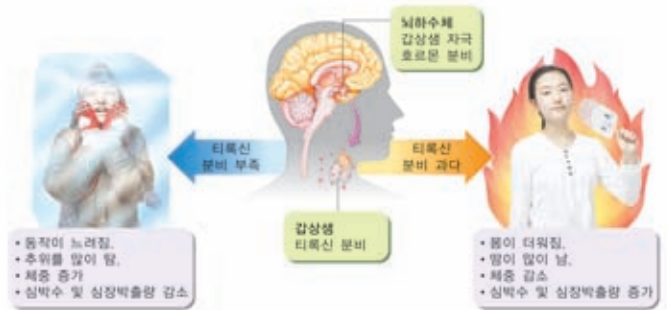 뇌하수체
갑상샘 자극
호르몬 분비
티록신
분비 부족
티록신
분비 과다
갑상샘
티록신 분비
• 동작이 느려짐.
• 추위를 많이 탐.
• 체중 증가
• 심박수 및 심장박출량 감소
• 몸이 더워짐.
• 땀이 많이 남.
• 체중 감소
• 심박수 및 심장박출량 증가